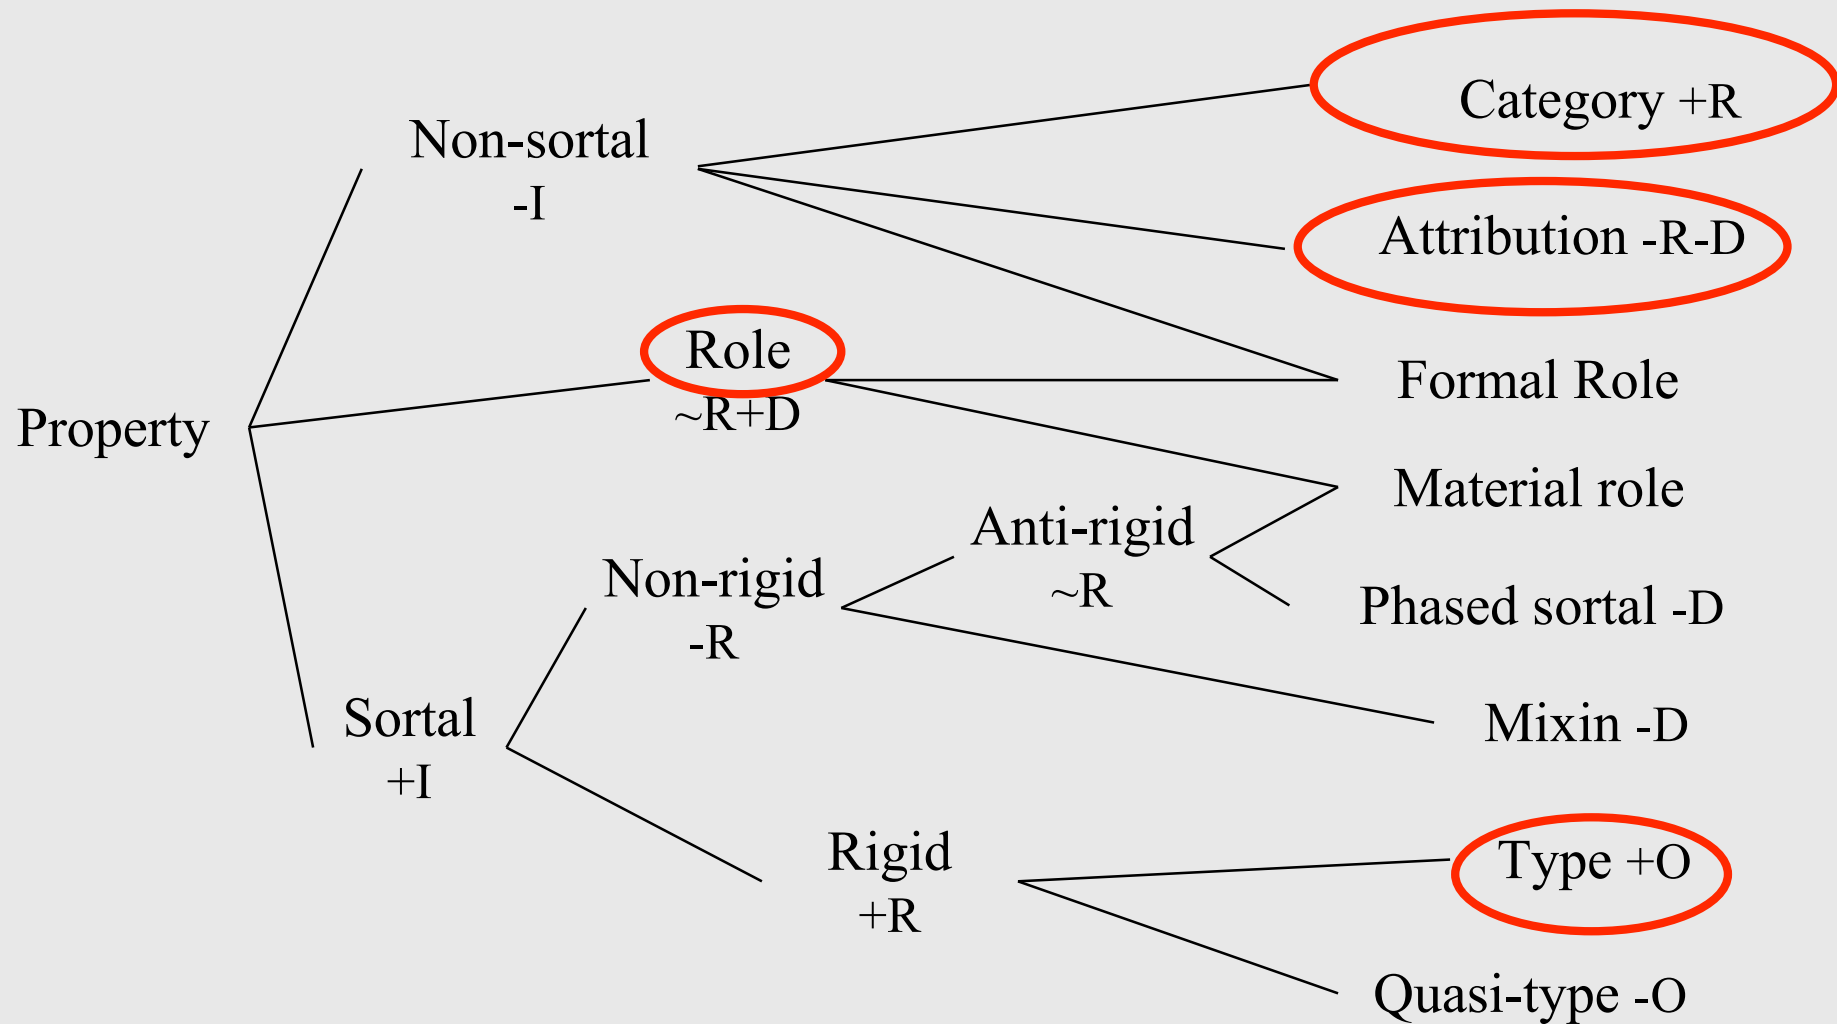 Category +R
Non-sortal
-I
Attribution -R-D
Role
~R+D
Formal Role
Property
Material role
Anti-rigid
~R
Non-rigid
-R
Phased sortal -D
Sortal
+I
Mixin -D
Rigid
+R
Type +O
Quasi-type -O